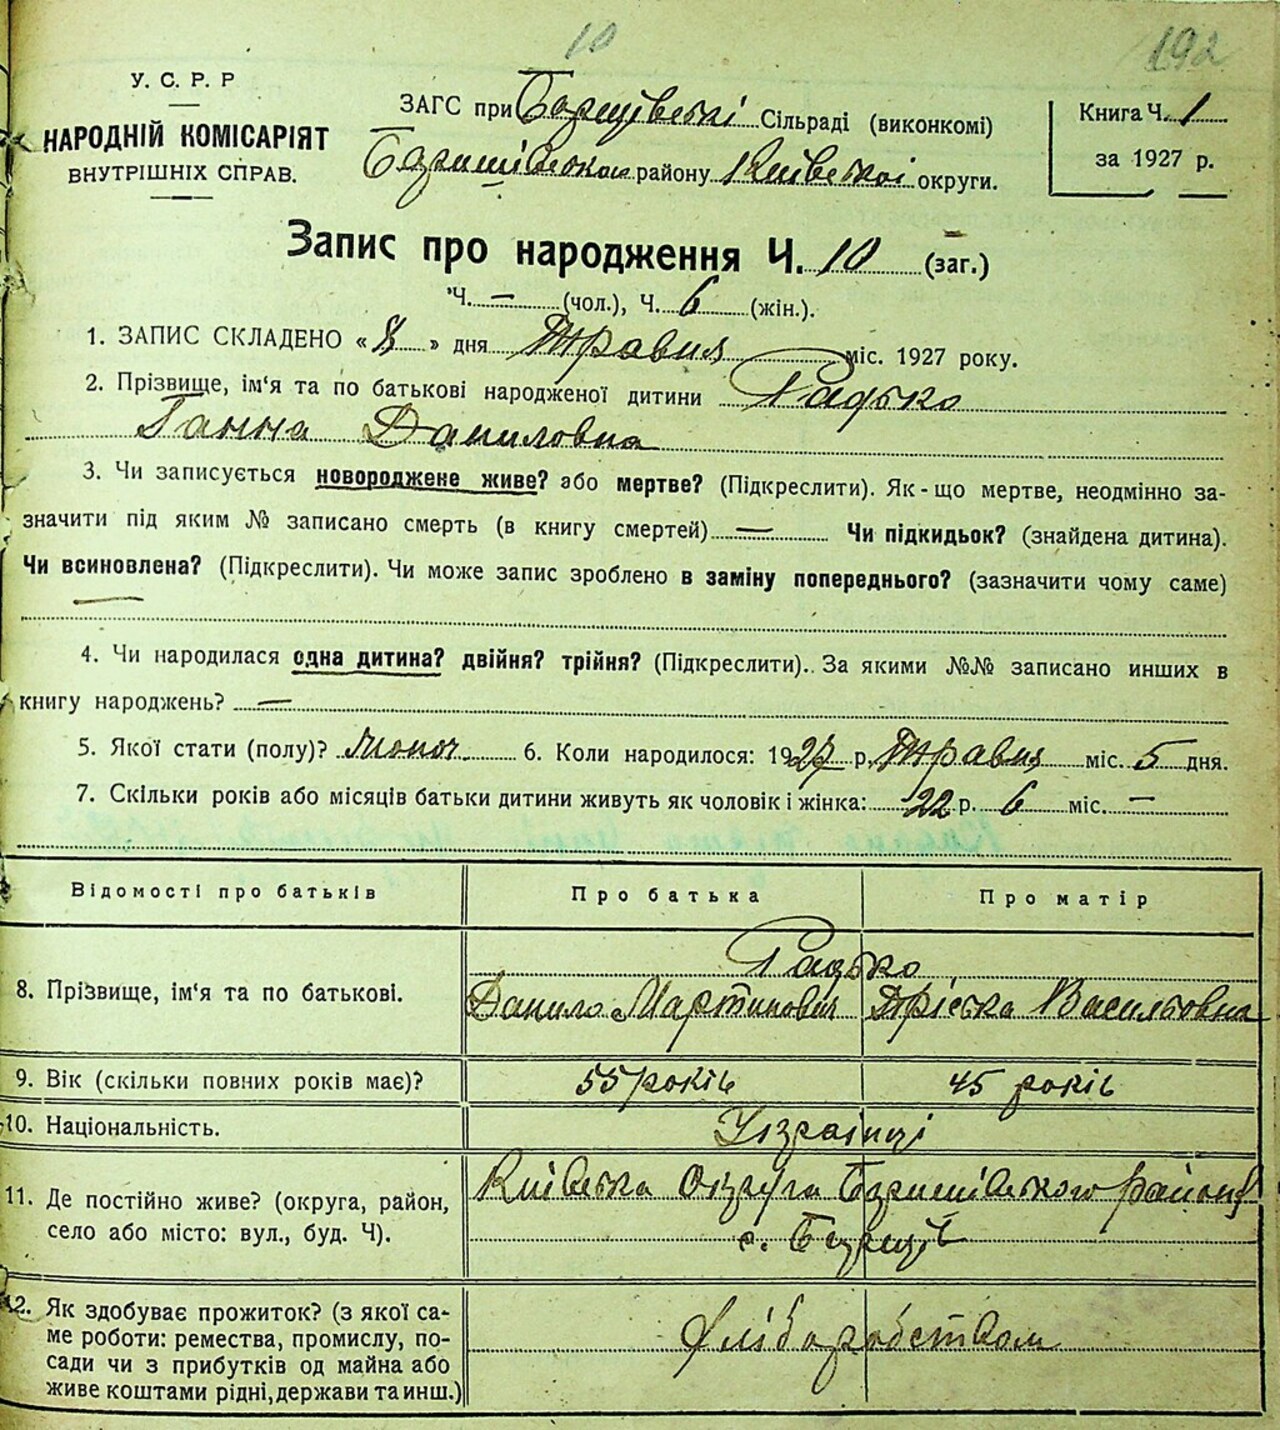 10 192
У. С. Р. Р
НАРОДНІЙ КОМІСАРІЯТ
ВНУТРІШНІХ СПРАВ.
ЗАГС при Сільраді (виконкомі)
Баришівського району Київської округи.
Книга Ч. 1
за 1927 р.
Запис про народження Ч. 10 (заг.)
Ч. — (чол.), Ч. 6 (жін.).
1. ЗАПИС СКЛАДЕНО « 8 » дня Травня міс. 1927 року.
2. Прізвище, ім'я та по батькові народженої дитини Радько
Ганна Даниловна
3. Чи записується новороджене живе? або мертве? (Підкреслити). Як-що мертве, неодмінно за-
значити під яким № записано смерть (в книгу смертей) — Чи підкидьок? (знайдена дитина).
Чи всиновлена? (Підкреслити). Чи може запис зроблено в заміну попереднього? (зазначити чому саме)
—
4. Чи народилася одна дитина? двійня? трійня? (Підкреслити).. За якими №№ записано инших в
книгу народжень? —
5. Якої стати (полу)? жіноч. 6. Коли народилося: 1927 р. Травня міс. 5 дня.
7. Скільки років або місяців батьки дитини живуть як чоловік і жінка: 22 р. 6 міс. —
Відомості про батьків Про батька Про матір
Радько
8. Прізвище, ім'я та по батькові. Данило Мартинович Пріська Васильовна
9. Вік (скільки повних років має)? 55 років 45 років
10. Національність. Українці
11. Де постійно живе? (округа, район, Київська Округа Баришівського району
село або місто: вул., буд. Ч). с.
12. Як здобуває прожиток? (з якої са-
ме роботи: ремества, промислу, по- Хліборобством
сади чи з прибутків од майна або
живе коштами рідні, держави та инш.)